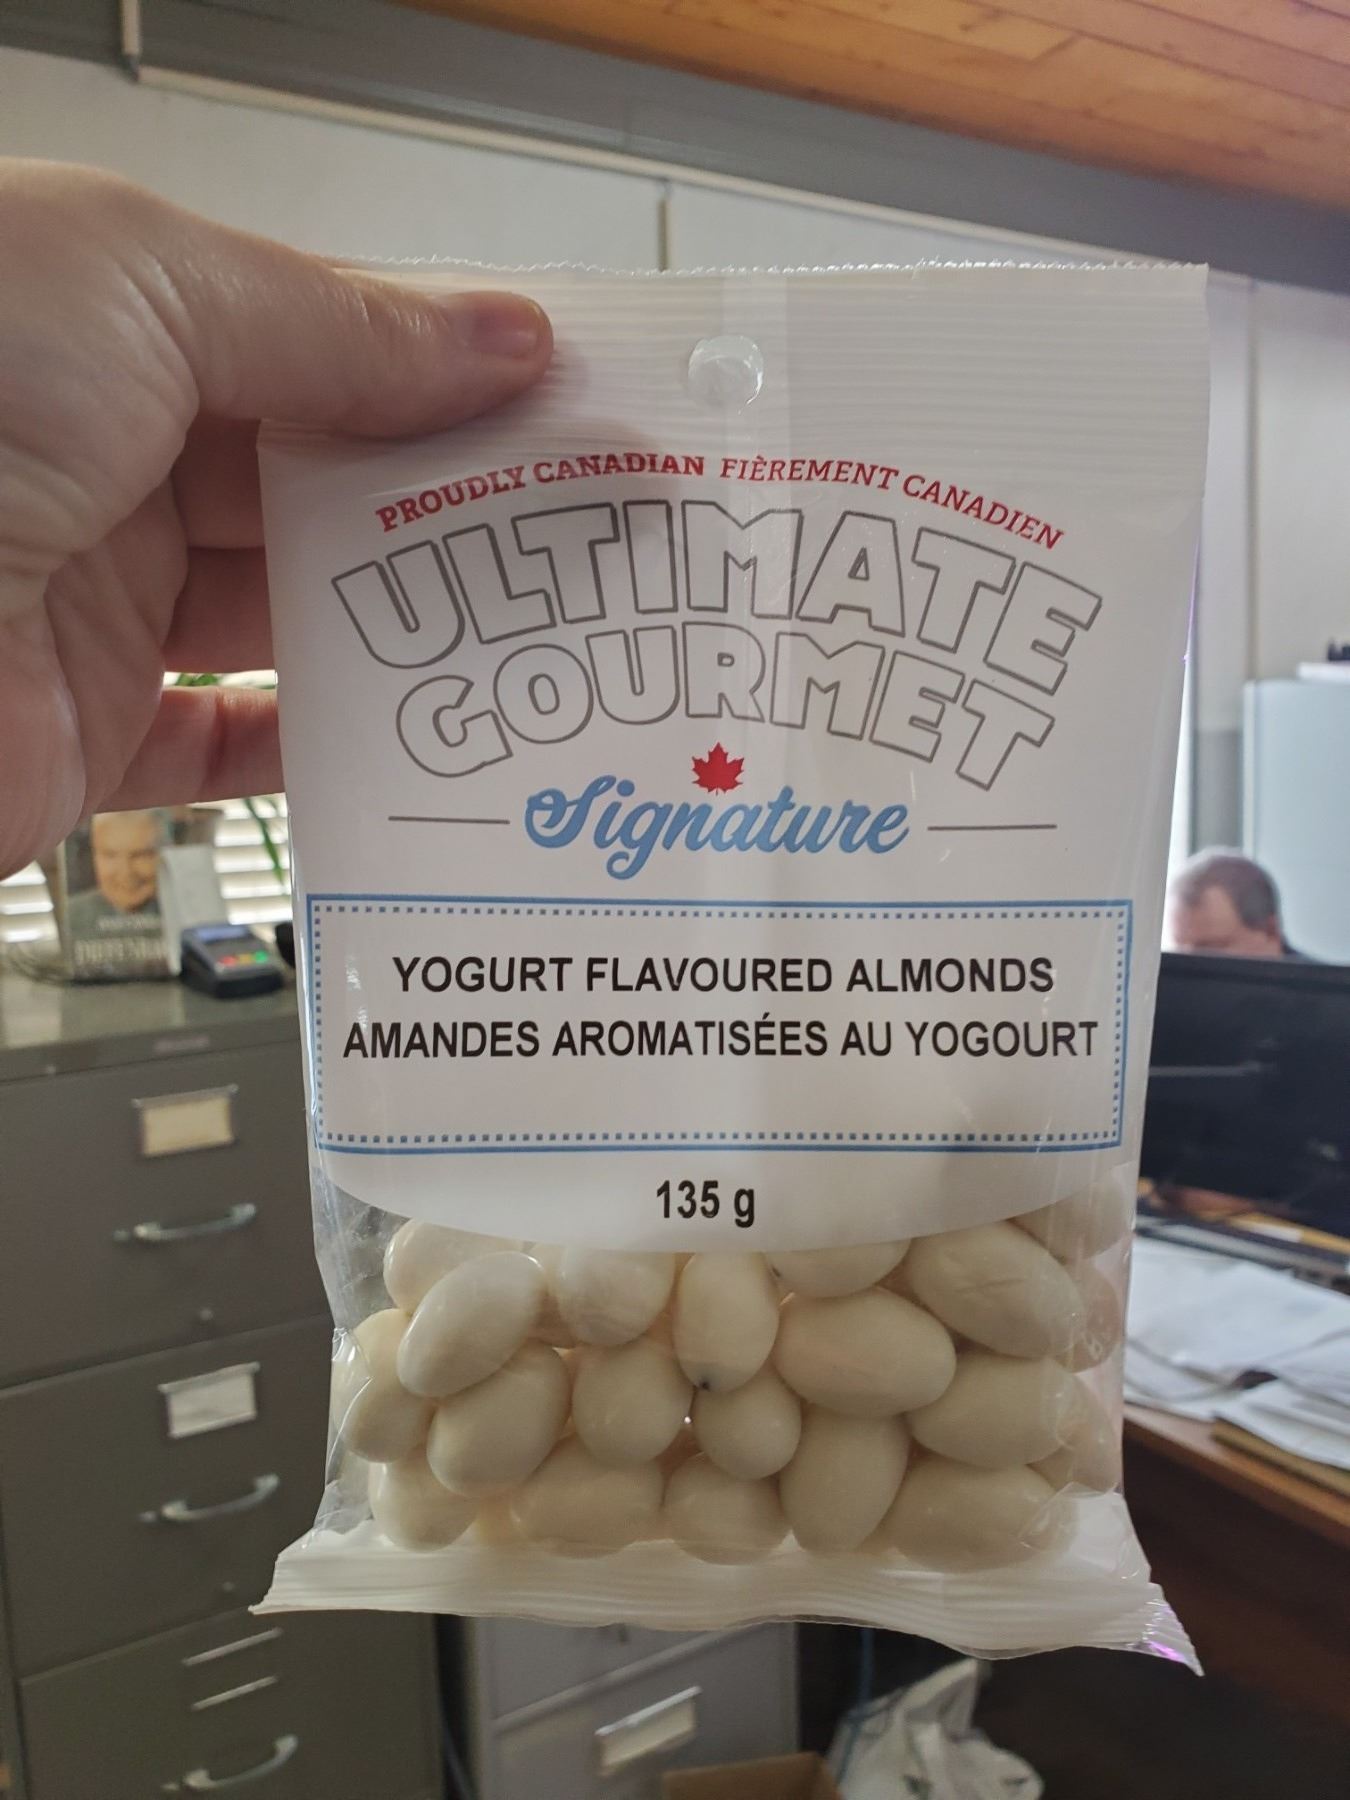 PROUDLY CANADIAN FIÈREMENT CANADIEN
ULTIMATE
GOURMET
Signature
YOGURT FLAVOURED ALMONDS
AMANDES AROMATISÉES AU YOGOURT
135 g